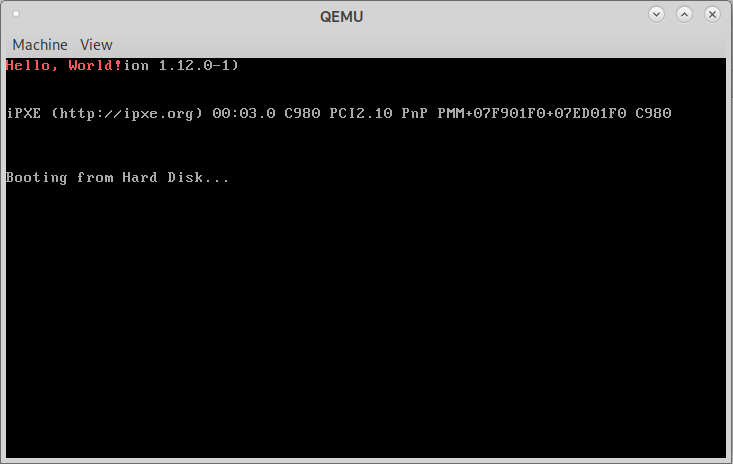 QEMU
Machine View
Hello, World!ion 1.12.0-1)
iPXE (http://ipxe.org) 00:03.0 C980 PCI2.10 PnP PMM+07F901F0+07ED01F0 C980
Booting from Hard Disk...